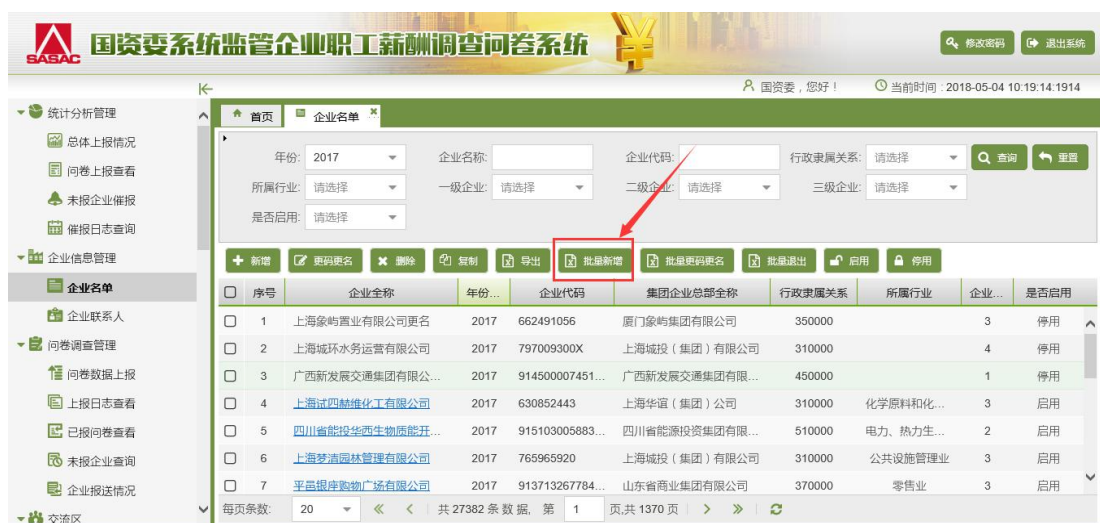 SASAC 国资委系统监管企业职工薪酬调查问卷系统 修改密码 退出系统
国资委，您好！ 当前时间：2018-05-04 10:19:14:1914
统计分析管理
总体上报情况
问卷上报查看
未报企业催报
催报日志查询
企业信息管理
企业名单
企业联系人
问卷调查管理
问卷数据上报
上报日志查看
已报问卷查看
未报企业查询
企业报送情况
交流区
首页 企业名单
年份: 2017 企业名称: 企业代码: 行政隶属关系: 请选择 查询 重置
所属行业: 请选择 一级企业: 请选择 二级企业: 请选择 三级企业: 请选择
是否启用: 请选择
新增 更码更名 删除 复制 导出 批量新增 批量更码更名 批量退出 启用 停用
序号 企业全称 年份... 企业代码 集团企业总部全称 行政隶属关系 所属行业 企业... 是否启用
1 上海象屿置业有限公司更名 2017 662491056 厦门象屿集团有限公司 350000 3 停用
2 上海城环水务运营有限公司 2017 797009300X 上海城投（集团）有限公司 310000 4 停用
3 广西新发展交通集团有限公... 2017 914500007451... 广西新发展交通集团有限... 450000 1 停用
4 上海试四赫维化工有限公司 2017 630852443 上海华谊（集团）公司 310000 化学原料和化... 3 启用
5 四川省能投华西生物质能开... 2017 915103005883... 四川省能源投资集团有限... 510000 电力、热力生... 2 启用
6 上海梦清园林管理有限公司 2017 765965920 上海城投（集团）有限公司 310000 公共设施管理业 3 启用
7 平邑银座购物广场有限公司 2017 913713267784... 山东省商业集团有限公司 370000 零售业 3 启用
每页条数: 20 共 27382 条数据, 第 1 页,共 1370 页